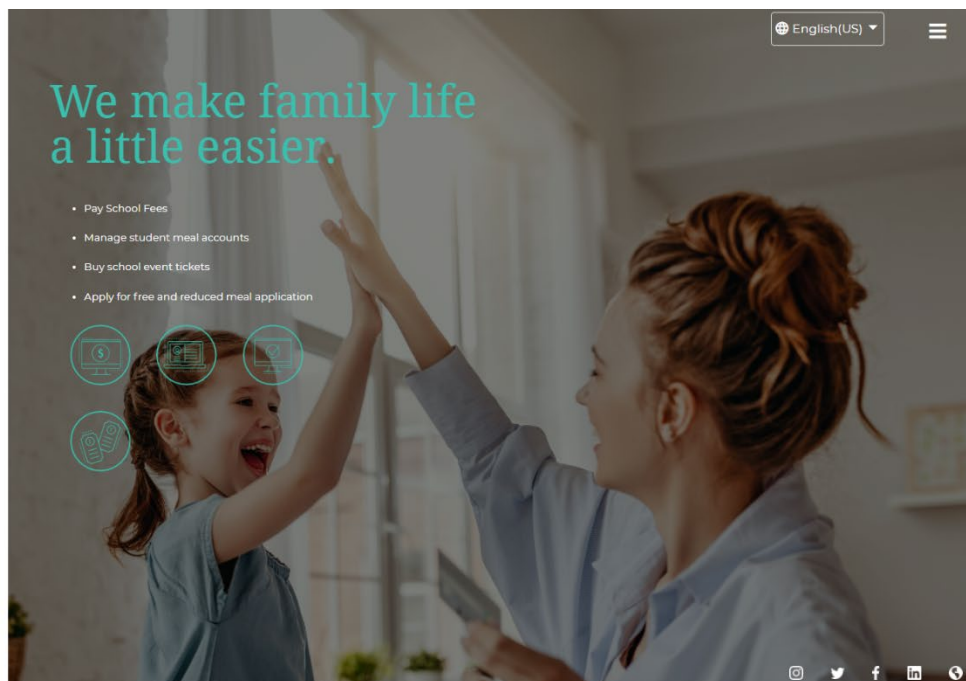 English(US)
We make family life
a little easier.
• Pay School Fees
• Manage student meal accounts
• Buy school event tickets
• Apply for free and reduced meal application